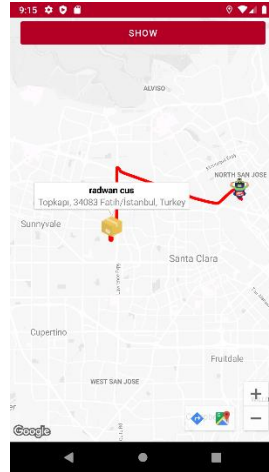 9:15
SHOW
ALVISO
NORTH SAN JOSE
radwan cus
Topkapı, 34083 Fatih/İstanbul, Turkey
Sunnyvale
Santa Clara
Cupertino
Fruitdale
WEST SAN JOSE
+
−
Google